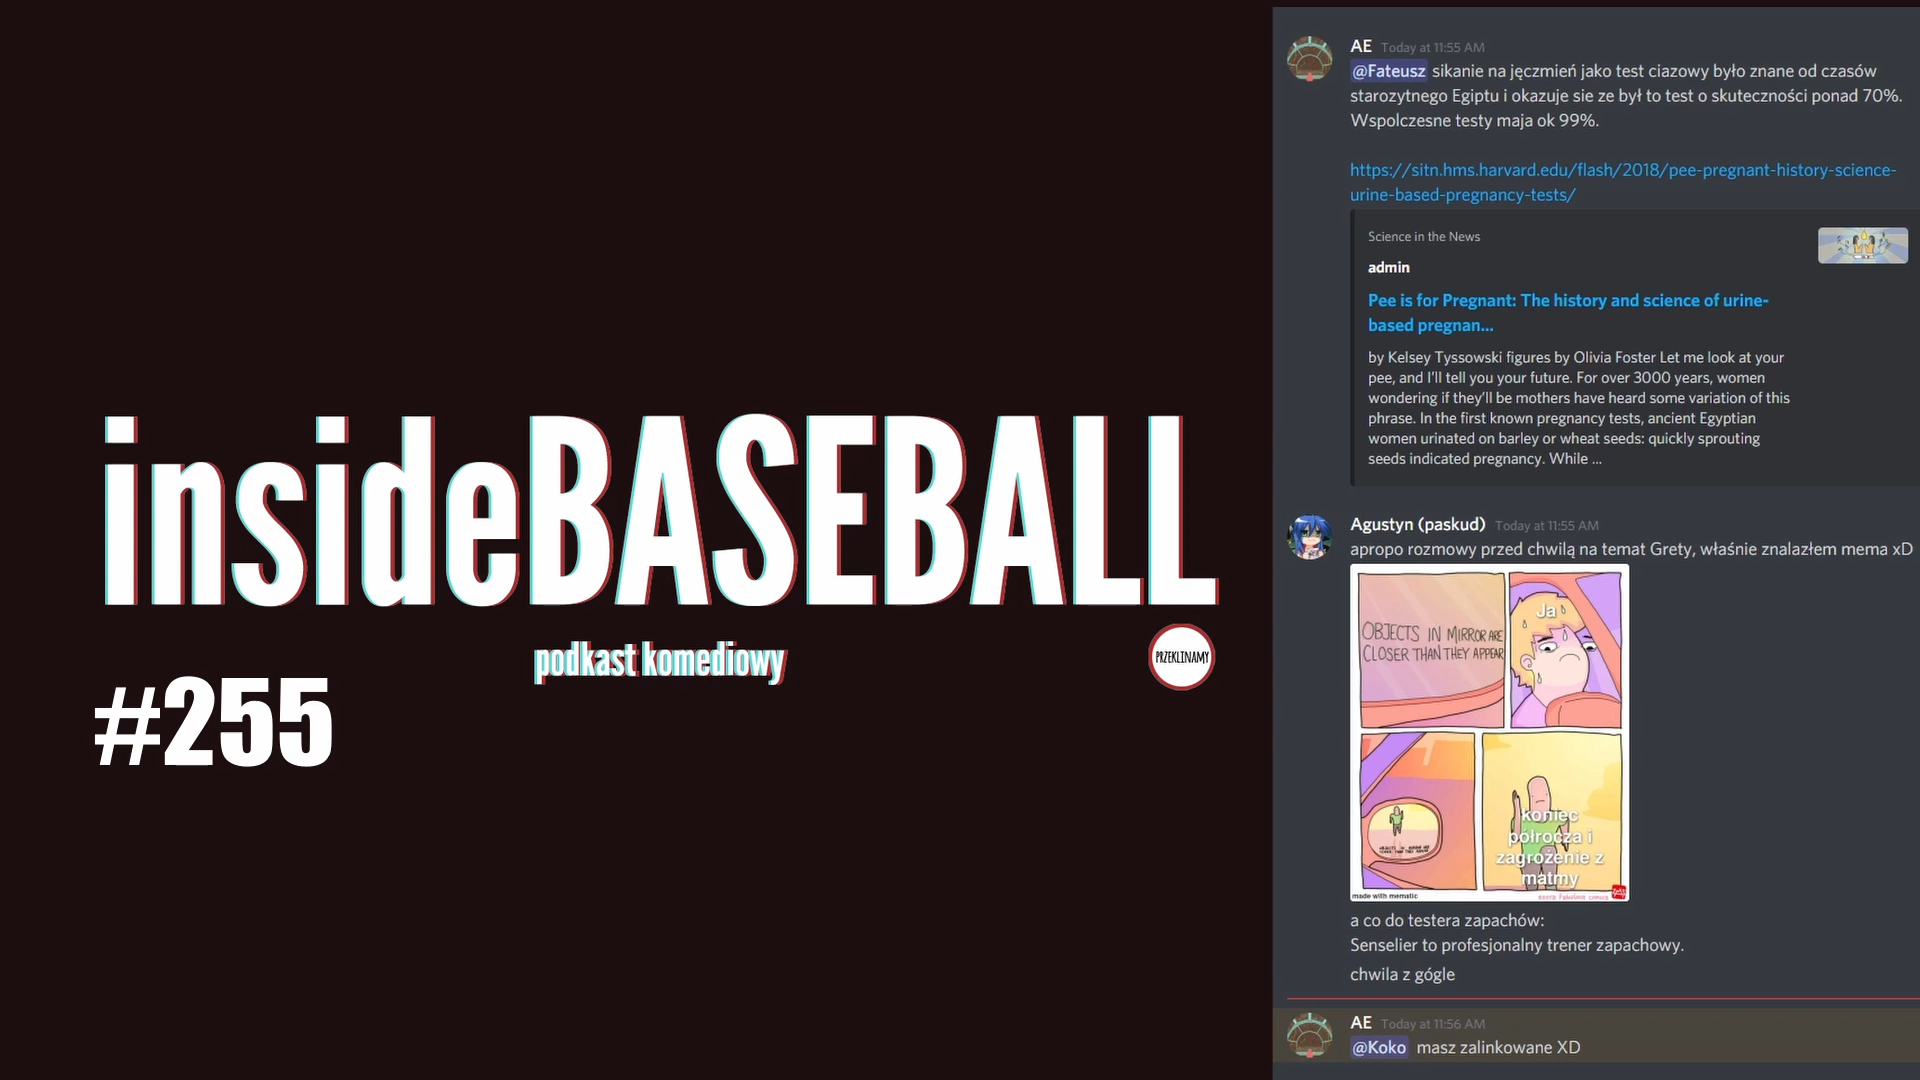 insideBASEBALL
podkast komediowy
PRZEKLINAMY
#255
AE Today at 11:55 AM
@Fateusz sikanie na jęczmień jako test ciazowy było znane od czasów
starozytnego Egiptu i okazuje sie ze był to test o skuteczności ponad 70%.
Wspolczesne testy maja ok 99%.
https://sitn.hms.harvard.edu/flash/2018/pee-pregnant-history-science-
urine-based-pregnancy-tests/
Science in the News
admin
Pee is for Pregnant: The history and science of urine-
based pregnan...
by Kelsey Tyssowski figures by Olivia Foster Let me look at your
pee, and I'll tell you your future. For over 3000 years, women
wondering if they'll be mothers have heard some variation of this
phrase. In the first known pregnancy tests, ancient Egyptian
women urinated on barley or wheat seeds: quickly sprouting
seeds indicated pregnancy. While ...
Agustyn (paskud) Today at 11:55 AM
apropo rozmowy przed chwilą na temat Grety, właśnie znalazłem mema xD
OBJECTS IN MIRROR ARE
CLOSER THAN THEY APPEAR
Ja
koniec
półrocza i
zagrożenie z
matmy
made with mematic
a co do testera zapachów:
Senselier to profesjonalny trener zapachowy.
chwila z gógle
AE Today at 11:56 AM
@Koko masz zalinkowane XD